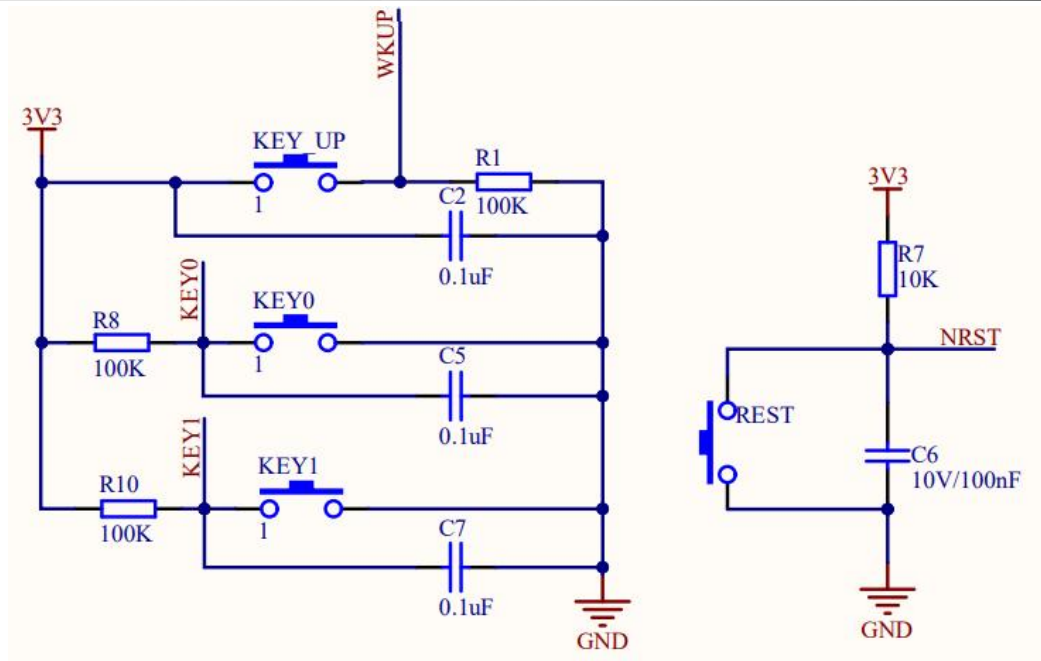 WKUP
3V3
KEY_UP
1
R1
100K
C2
0.1uF
KEY0
R8
100K
KEY0
1
C5
0.1uF
KEY1
R10
100K
KEY1
1
C7
0.1uF
GND
3V3
R7
10K
NRST
REST
C6
10V/100nF
GND